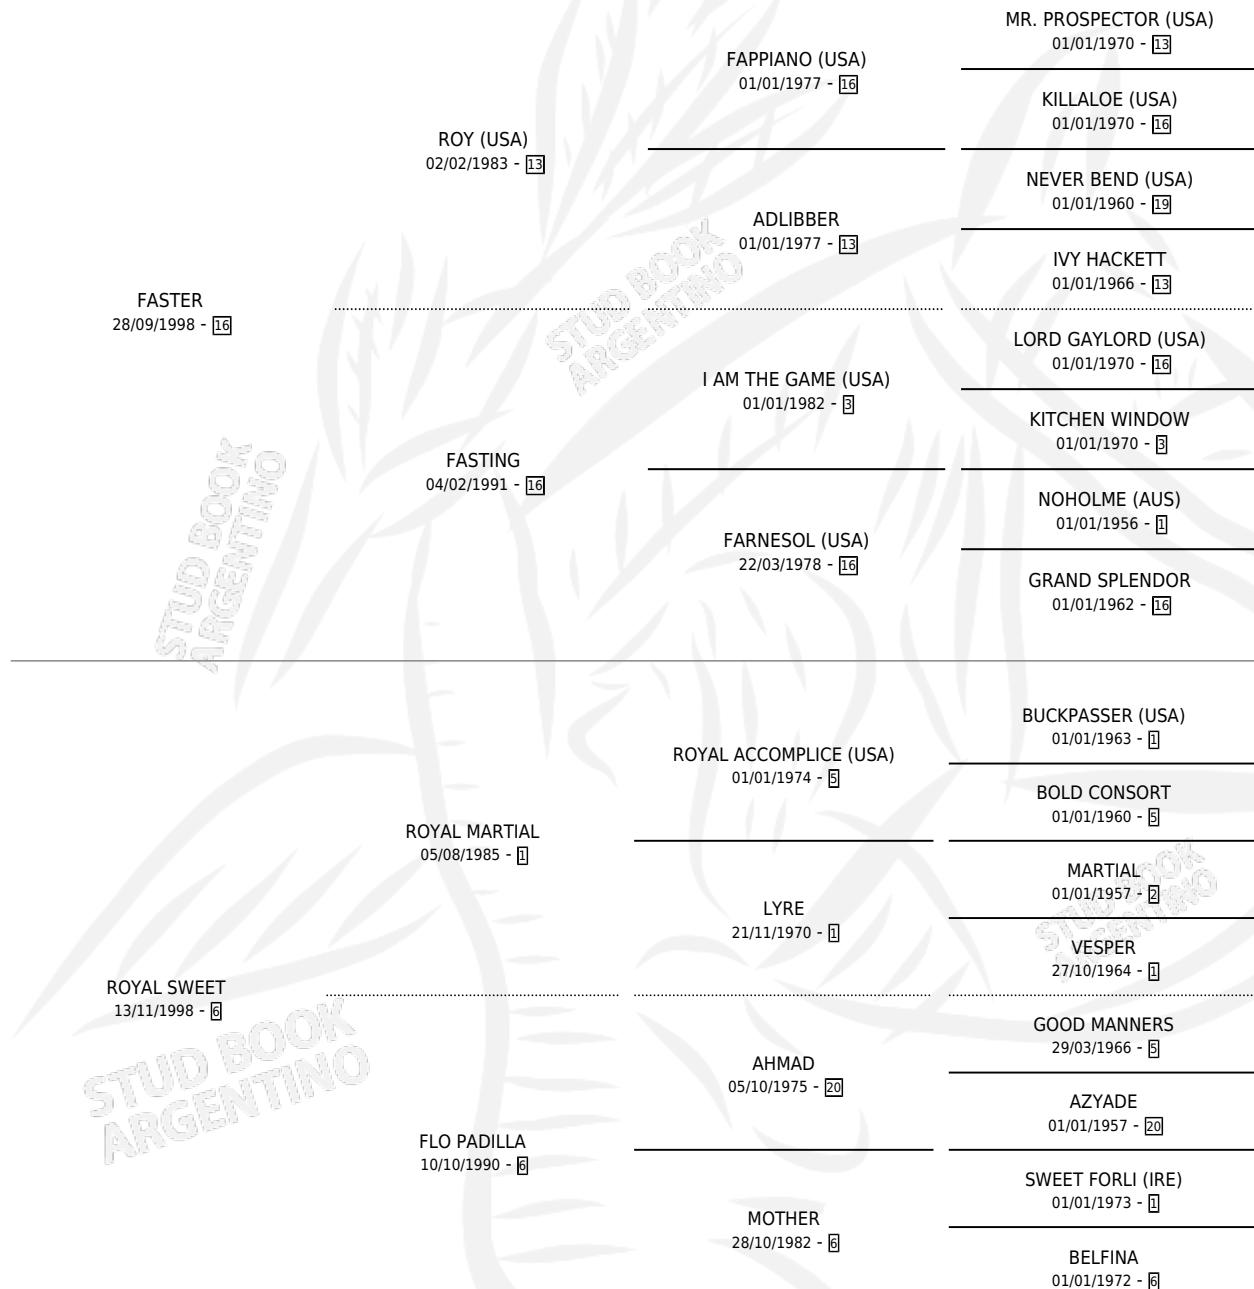 MR. PROSPECTOR (USA)
01/01/1970 - 13
FAPPIANO (USA)
01/01/1977 - 16
KILLALOE (USA)
01/01/1970 - 16
ROY (USA)
02/02/1983 - 13
NEVER BEND (USA)
01/01/1960 - 19
ADLIBBER
01/01/1977 - 13
IVY HACKETT
01/01/1966 - 13
FASTER
28/09/1998 - 16
LORD GAYLORD (USA)
01/01/1970 - 16
I AM THE GAME (USA)
01/01/1982 - 3
KITCHEN WINDOW
01/01/1970 - 3
FASTING
04/02/1991 - 16
NOHOLME (AUS)
01/01/1956 - 1
FARNESOL (USA)
22/03/1978 - 16
GRAND SPLENDOR
01/01/1962 - 16
BUCKPASSER (USA)
01/01/1963 - 1
ROYAL ACCOMPLICE (USA)
01/01/1974 - 5
BOLD CONSORT
01/01/1960 - 5
ROYAL MARTIAL
05/08/1985 - 1
MARTIAL
01/01/1957 - 2
LYRE
21/11/1970 - 1
VESPER
27/10/1964 - 1
ROYAL SWEET
13/11/1998 - 6
GOOD MANNERS
29/03/1966 - 5
AHMAD
05/10/1975 - 20
AZYADE
01/01/1957 - 20
FLO PADILLA
10/10/1990 - 6
SWEET FORLI (IRE)
01/01/1973 - 1
MOTHER
28/10/1982 - 6
BELFINA
01/01/1972 - 6
STUD BOOK
ARGENTINO
STUD BOOK
ARGENTINO
STUD BOOK
ARGENTINO
STUD BOOK
ARGENTINO